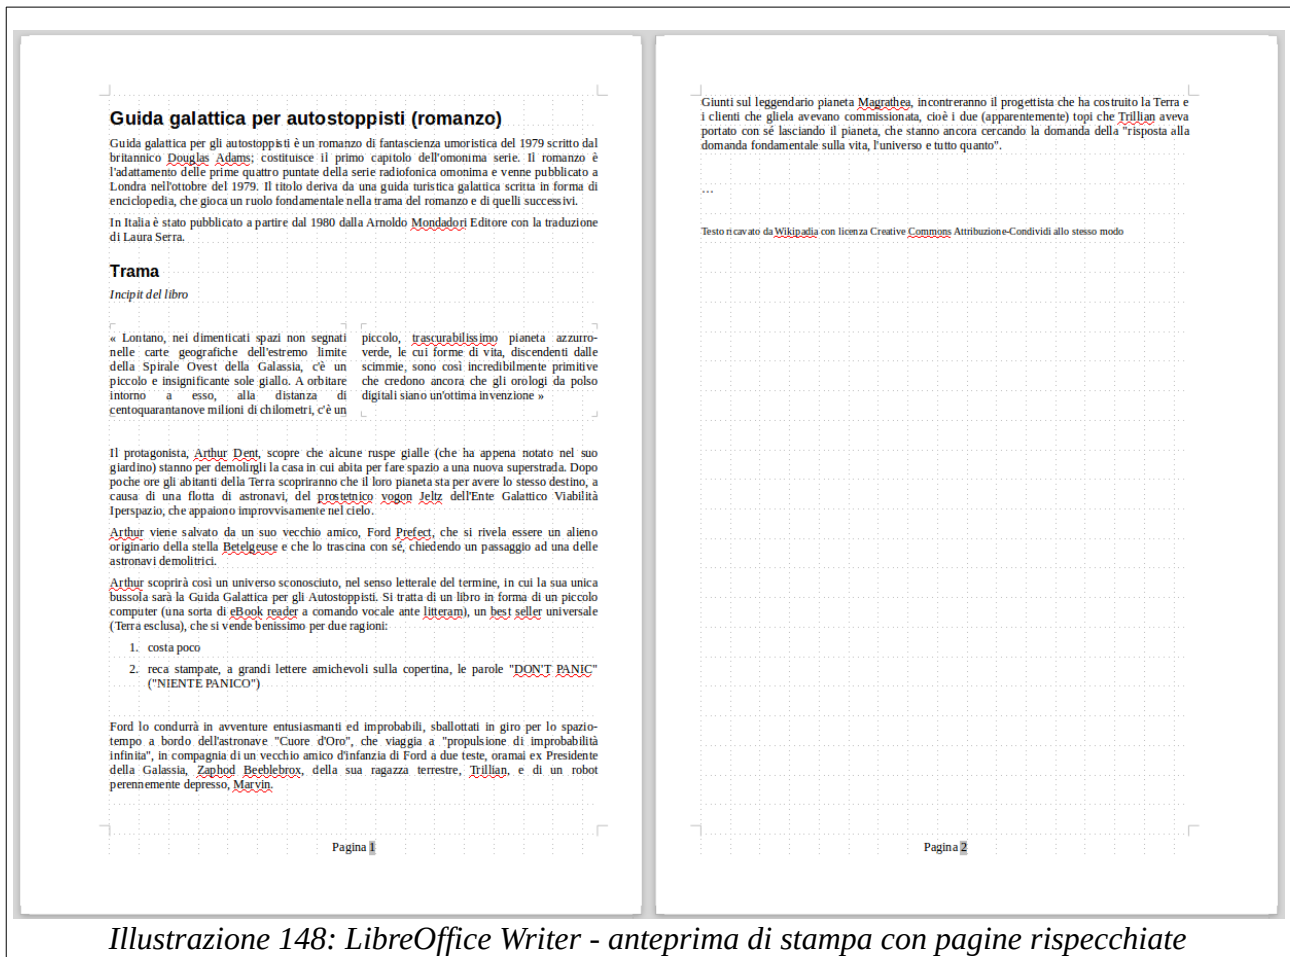 Guida galattica per autostoppisti (romanzo)
Guida galattica per gli autostoppisti è un romanzo di fantascienza umoristica del 1979 scritto dal
britannico Douglas Adams; costituisce il primo capitolo dell'omonima serie. Il romanzo è
l'adattamento delle prime quattro puntate della serie radiofonica omonima e venne pubblicato a
Londra nell'ottobre del 1979. Il titolo deriva da una guida turistica galattica scritta in forma di
enciclopedia, che gioca un ruolo fondamentale nella trama del romanzo e di quelli successivi.
In Italia è stato pubblicato a partire dal 1980 dalla Arnoldo Mondadori Editore con la traduzione
di Laura Serra.
Trama
Incipit del libro
« Lontano, nei dimenticati spazi non segnati
nelle carte geografiche dell'estremo limite
della Spirale Ovest della Galassia, c'è un
piccolo e insignificante sole giallo. A orbitare
intorno a esso, alla distanza di
centoquarantanove milioni di chilometri, c'è un
piccolo, trascurabilissimo pianeta azzurro-
verde, le cui forme di vita, discendenti dalle
scimmie, sono così incredibilmente primitive
che credono ancora che gli orologi da polso
digitali siano un'ottima invenzione »
Il protagonista, Arthur Dent, scopre che alcune ruspe gialle (che ha appena notato nel suo
giardino) stanno per demolirgli la casa in cui abita per fare spazio a una nuova superstrada. Dopo
poche ore gli abitanti della Terra scopriranno che il loro pianeta sta per avere lo stesso destino, a
causa di una flotta di astronavi, del prostetnico vogon Jeltz dell'Ente Galattico Viabilità
Iperspazio, che appaiono improvvisamente nel cielo.
Arthur viene salvato da un suo vecchio amico, Ford Prefect, che si rivela essere un alieno
originario della stella Betelgeuse e che lo trascina con sé, chiedendo un passaggio ad una delle
astronavi demolitrici.
Arthur scoprirà così un universo sconosciuto, nel senso letterale del termine, in cui la sua unica
bussola sarà la Guida Galattica per gli Autostoppisti. Si tratta di un libro in forma di un piccolo
computer (una sorta di eBook reader a comando vocale ante litteram), un best seller universale
(Terra esclusa), che si vende benissimo per due ragioni:
1. costa poco
2. reca stampate, a grandi lettere amichevoli sulla copertina, le parole "DON'T PANIC"
("NIENTE PANICO")
Ford lo condurrà in avventure entusiasmanti ed improbabili, sballottati in giro per lo spazio-
tempo a bordo dell'astronave "Cuore d'Oro", che viaggia a "propulsione di improbabilità
infinita", in compagnia di un vecchio amico d'infanzia di Ford a due teste, oramai ex Presidente
della Galassia, Zaphod Beeblebrox, della sua ragazza terrestre, Trillian, e di un robot
perennemente depresso, Marvin.
Pagina 1
Giunti sul leggendario pianeta Magrathea, incontreranno il progettista che ha costruito la Terra e
i clienti che gliela avevano commissionata, cioè i due (apparentemente) topi che Trillian aveva
portato con sé lasciando il pianeta, che stanno ancora cercando la domanda della "risposta alla
domanda fondamentale sulla vita, l'universo e tutto quanto".
...
Testo ricavato da Wikipadia con licenza Creative Commons Attribuzione-Condividi allo stesso modo
Pagina 2
Illustrazione 148: LibreOffice Writer - anteprima di stampa con pagine rispecchiate